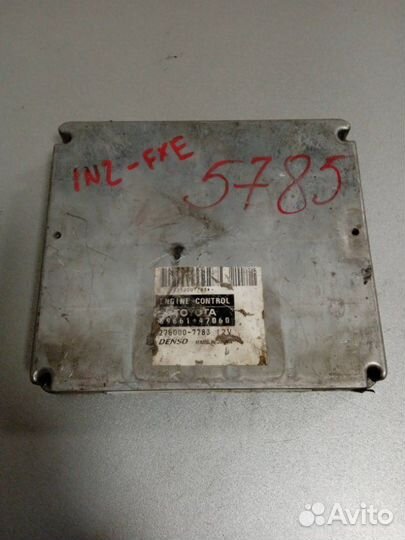 1NZ-FXE
5785
ENGINE CONTROL
TOYOTA
89661-47060
275000-7783 12V
DENSO
Avito